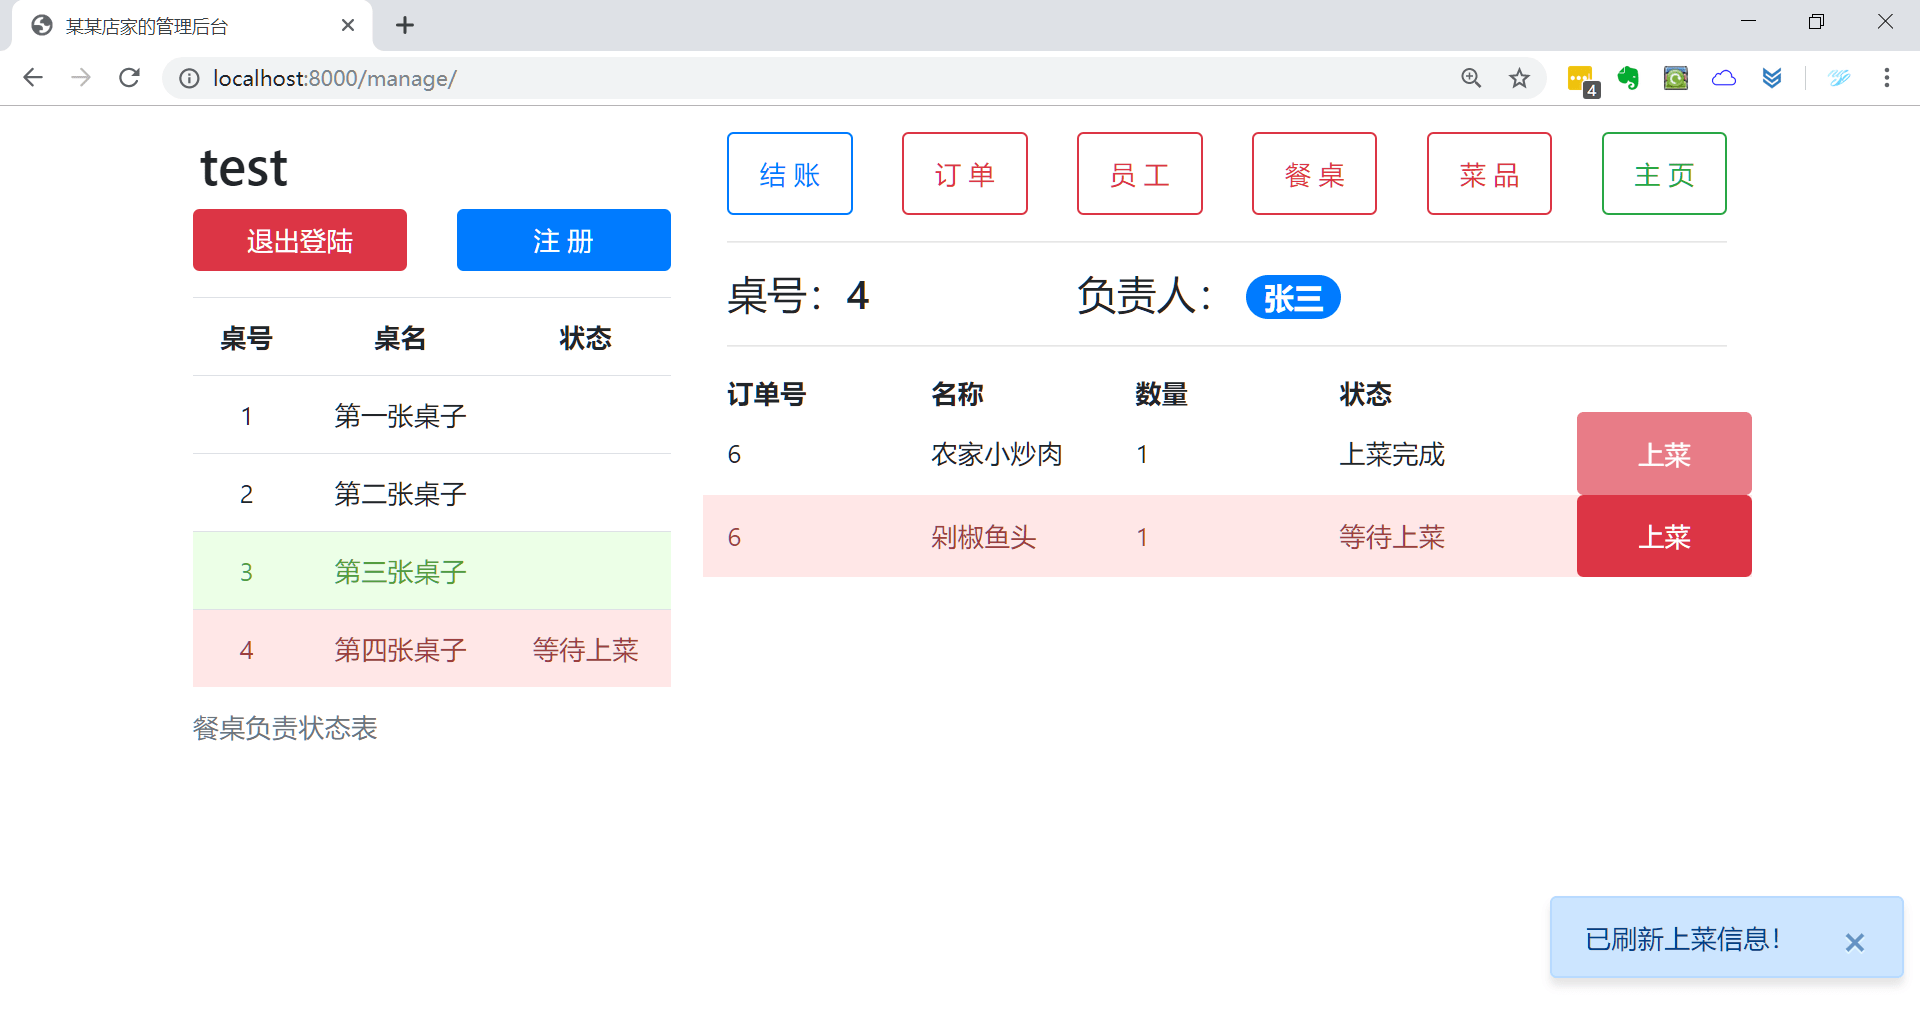 某某店家的管理后台
localhost:8000/manage/
4
test
退出登陆
注 册
桌号 桌名 状态
1 第一张桌子
2 第二张桌子
3 第三张桌子
4 第四张桌子 等待上菜
餐桌负责状态表
结 账
订 单
员 工
餐 桌
菜 品
主 页
桌号：4 负责人： 张三
订单号 名称 数量 状态
6 农家小炒肉 1 上菜完成 上菜
6 剁椒鱼头 1 等待上菜 上菜
已刷新上菜信息！ ×